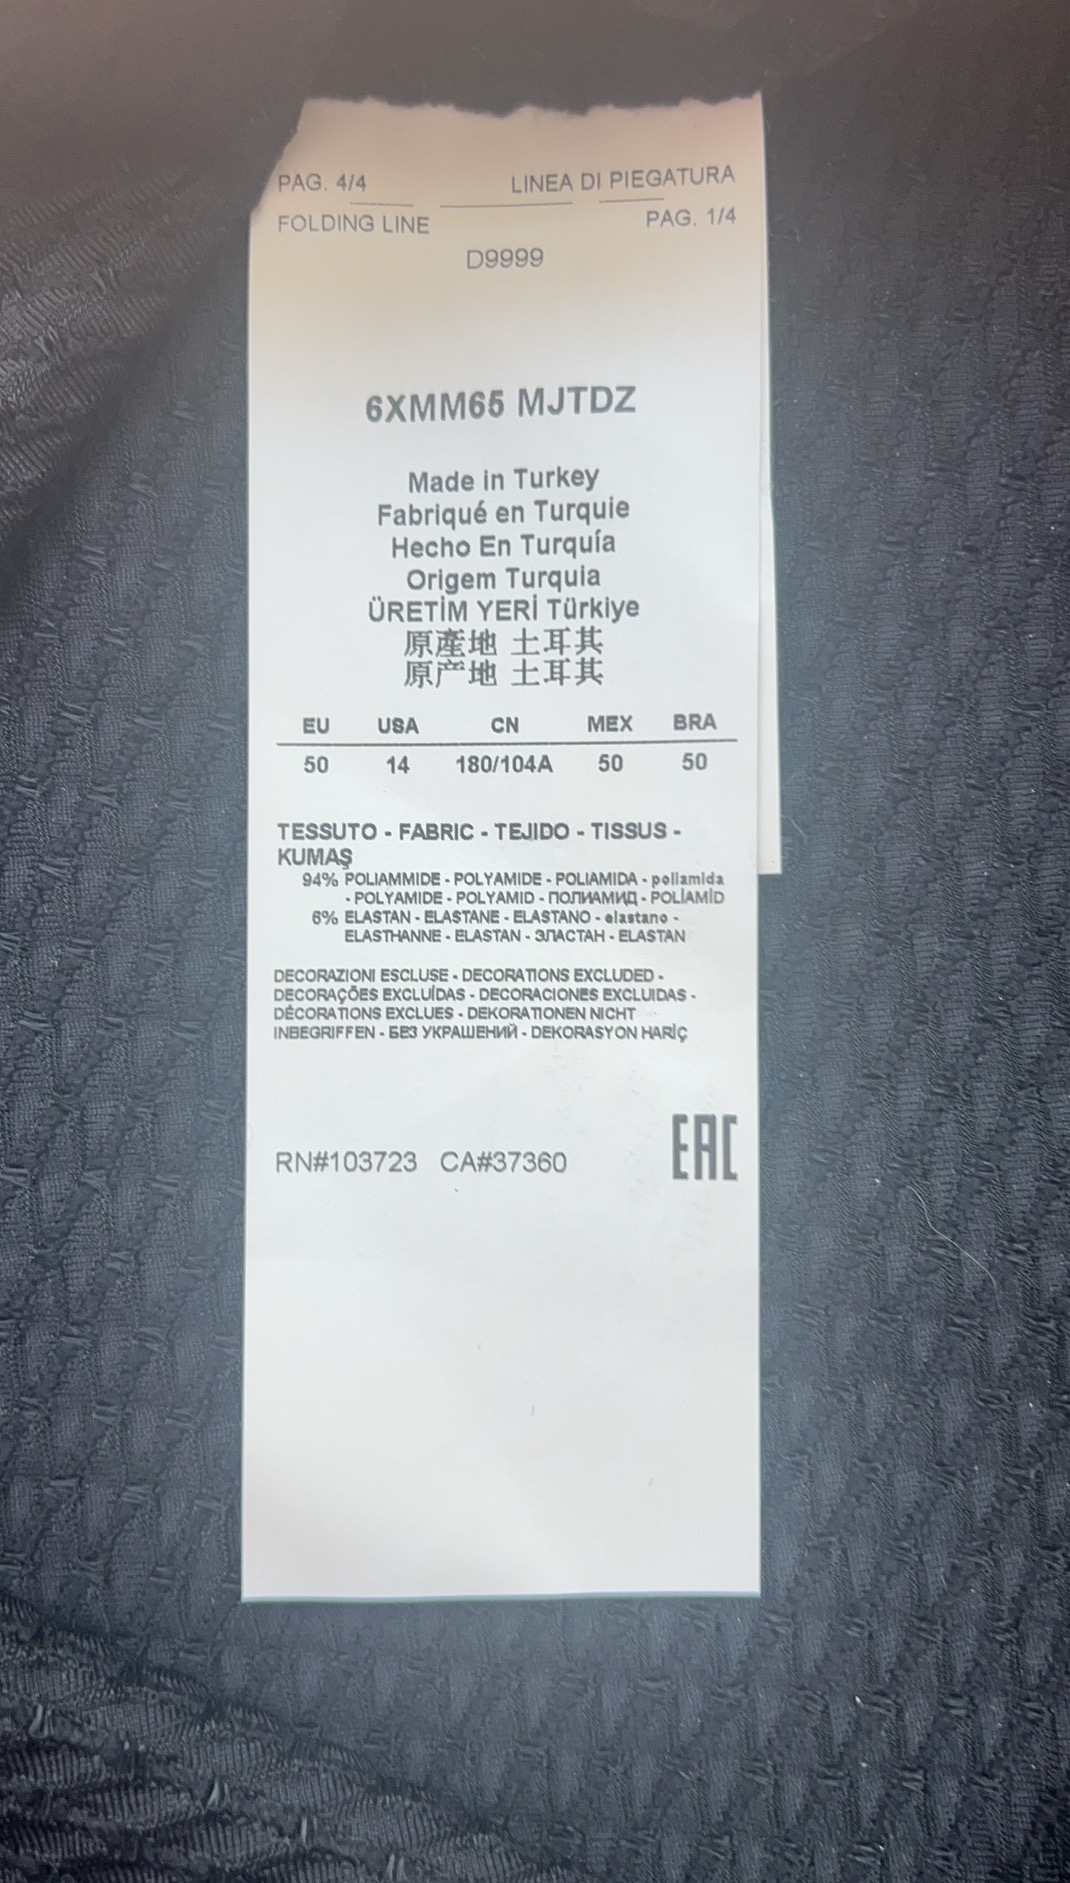 PAG. 4/4 LINEA DI PIEGATURA
FOLDING LINE PAG. 1/4
D9999
6XMM65 MJTDZ
Made in Turkey
Fabriqué en Turquie
Hecho En Turquía
Origem Turquia
ÜRETİM YERİ Türkiye
原產地 土耳其
原产地 土耳其
EU USA CN MEX BRA
50 14 180/104A 50 50
TESSUTO - FABRIC - TEJIDO - TISSUS -
KUMAŞ
94% POLIAMMIDE - POLYAMIDE - POLIAMIDA - poliamida
- POLYAMIDE - POLYAMID - ПОЛИАМИД - POLİAMİD
6% ELASTAN - ELASTANE - ELASTANO - elastano -
ELASTHANNE - ELASTAN - ЭЛАСТАН - ELASTAN
DECORAZIONI ESCLUSE - DECORATIONS EXCLUDED -
DECORAÇÕES EXCLUÍDAS - DECORACIONES EXCLUIDAS -
DÉCORATIONS EXCLUES - DEKORATIONEN NICHT
INBEGRIFFEN - БЕЗ УКРАШЕНИЙ - DEKORASYON HARİÇ
RN#103723 CA#37360 EAC